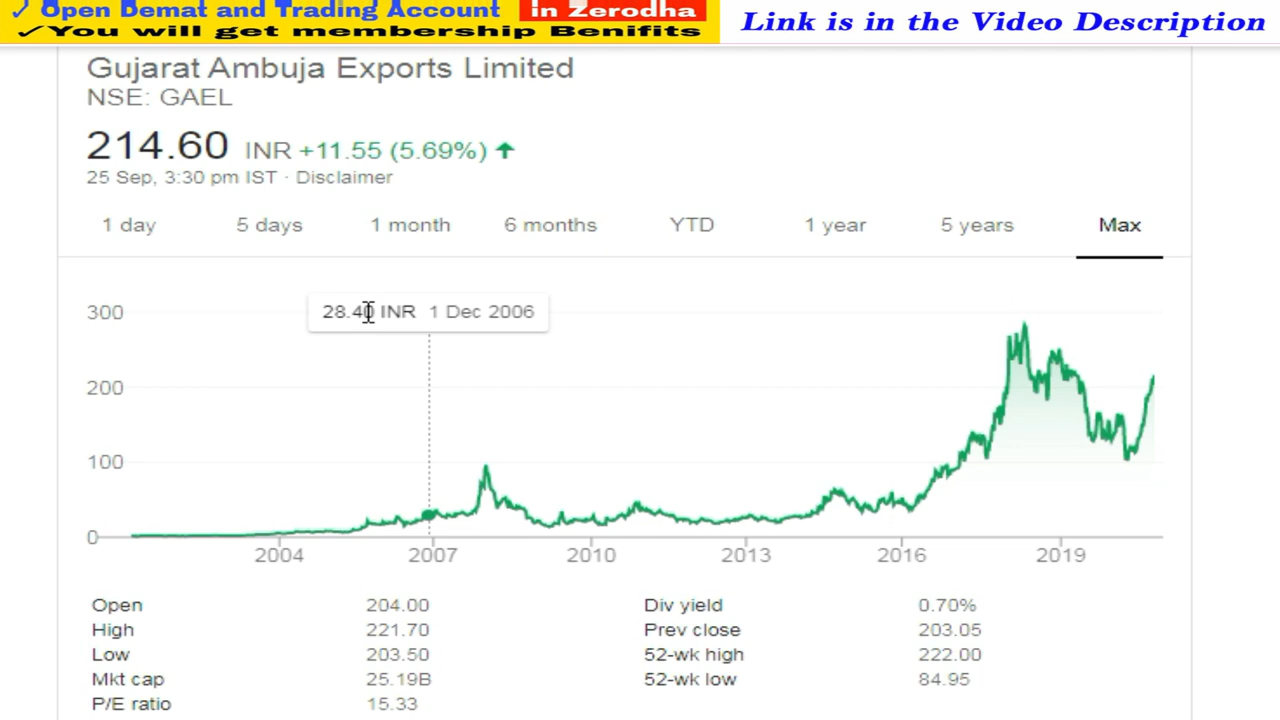 ✓ Open Demat and Trading Account In Zerodha
✓You will get membership Benifits
Link is in the Video Description
Gujarat Ambuja Exports Limited
NSE: GAEL
214.60 INR +11.55 (5.69%) ↑
25 Sep, 3:30 pm IST · Disclaimer
1 day 5 days 1 month 6 months YTD 1 year 5 years Max
28.40 INR 1 Dec 2006
300
200
100
0
2004 2007 2010 2013 2016 2019
Open 204.00 Div yield 0.70%
High 221.70 Prev close 203.05
Low 203.50 52-wk high 222.00
Mkt cap 25.19B 52-wk low 84.95
P/E ratio 15.33